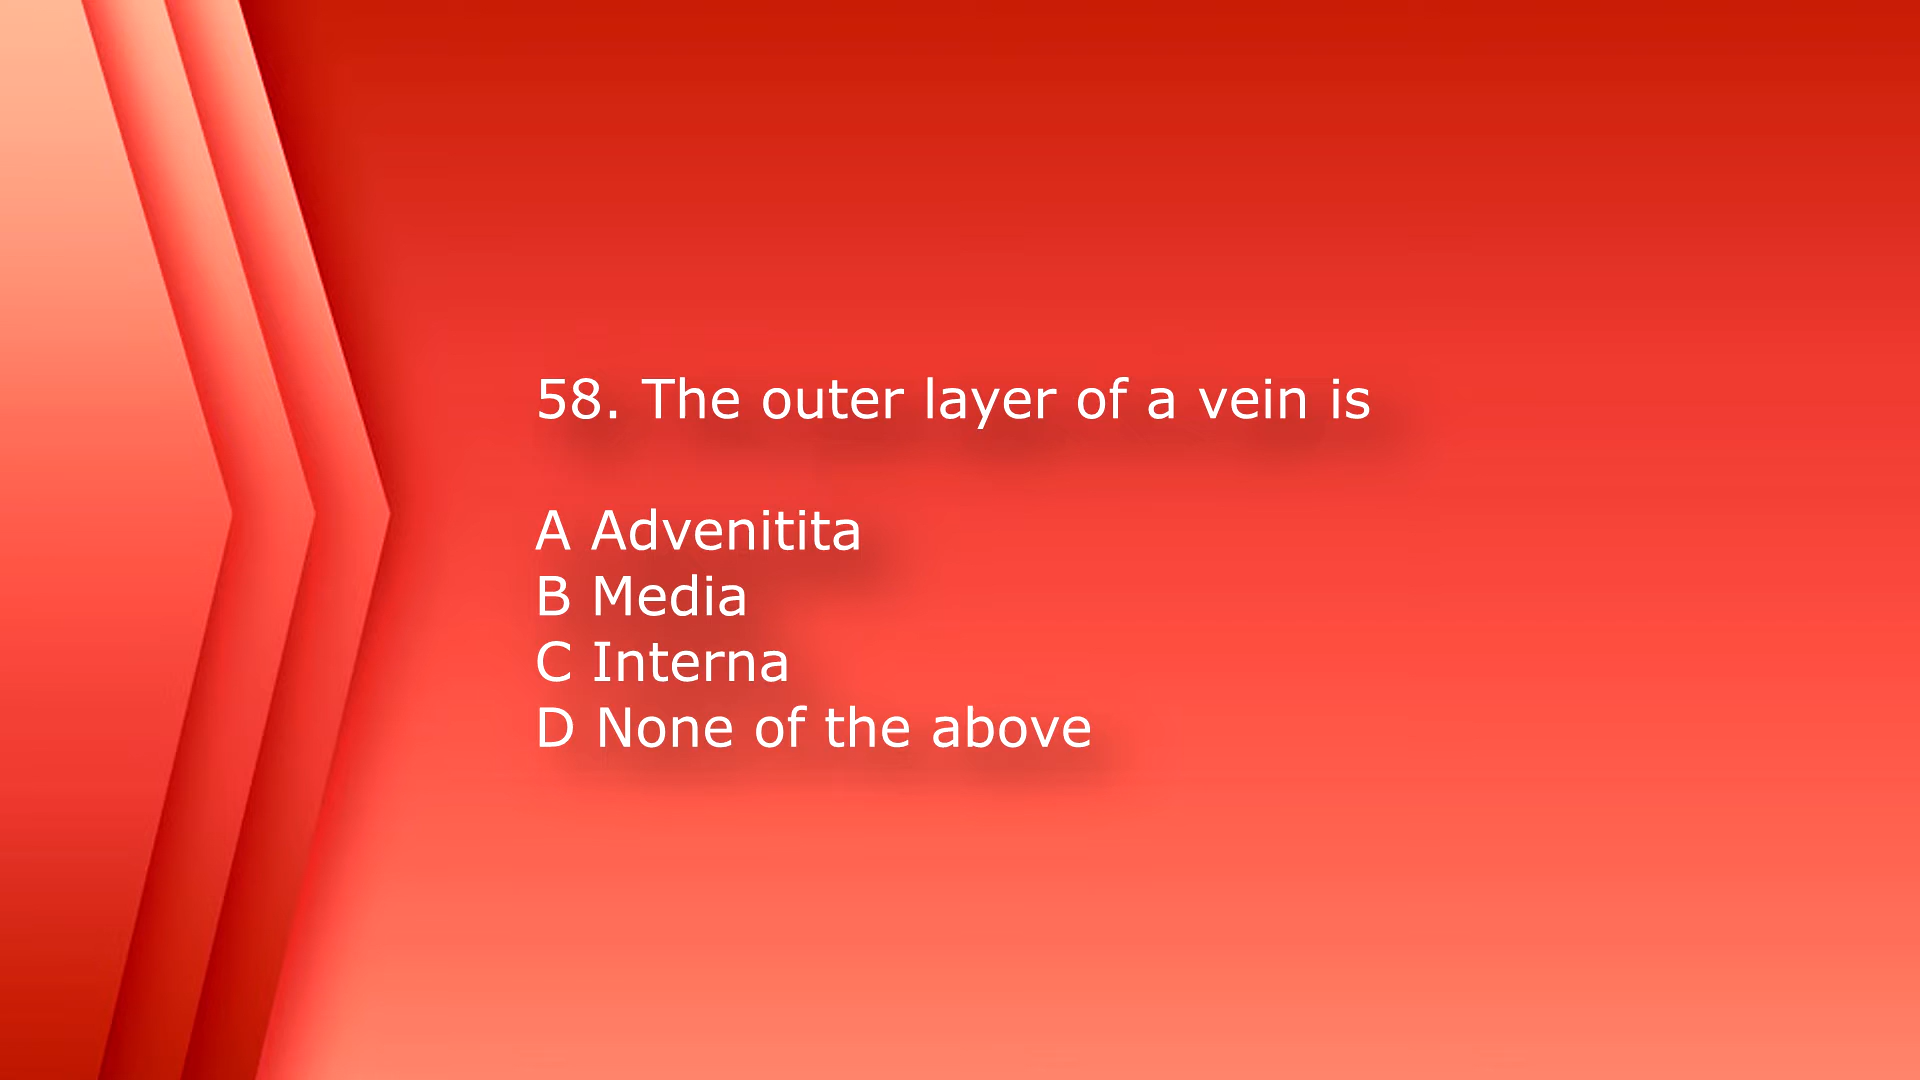 58. The outer layer of a vein is
A Advenitita
B Media
C Interna
D None of the above